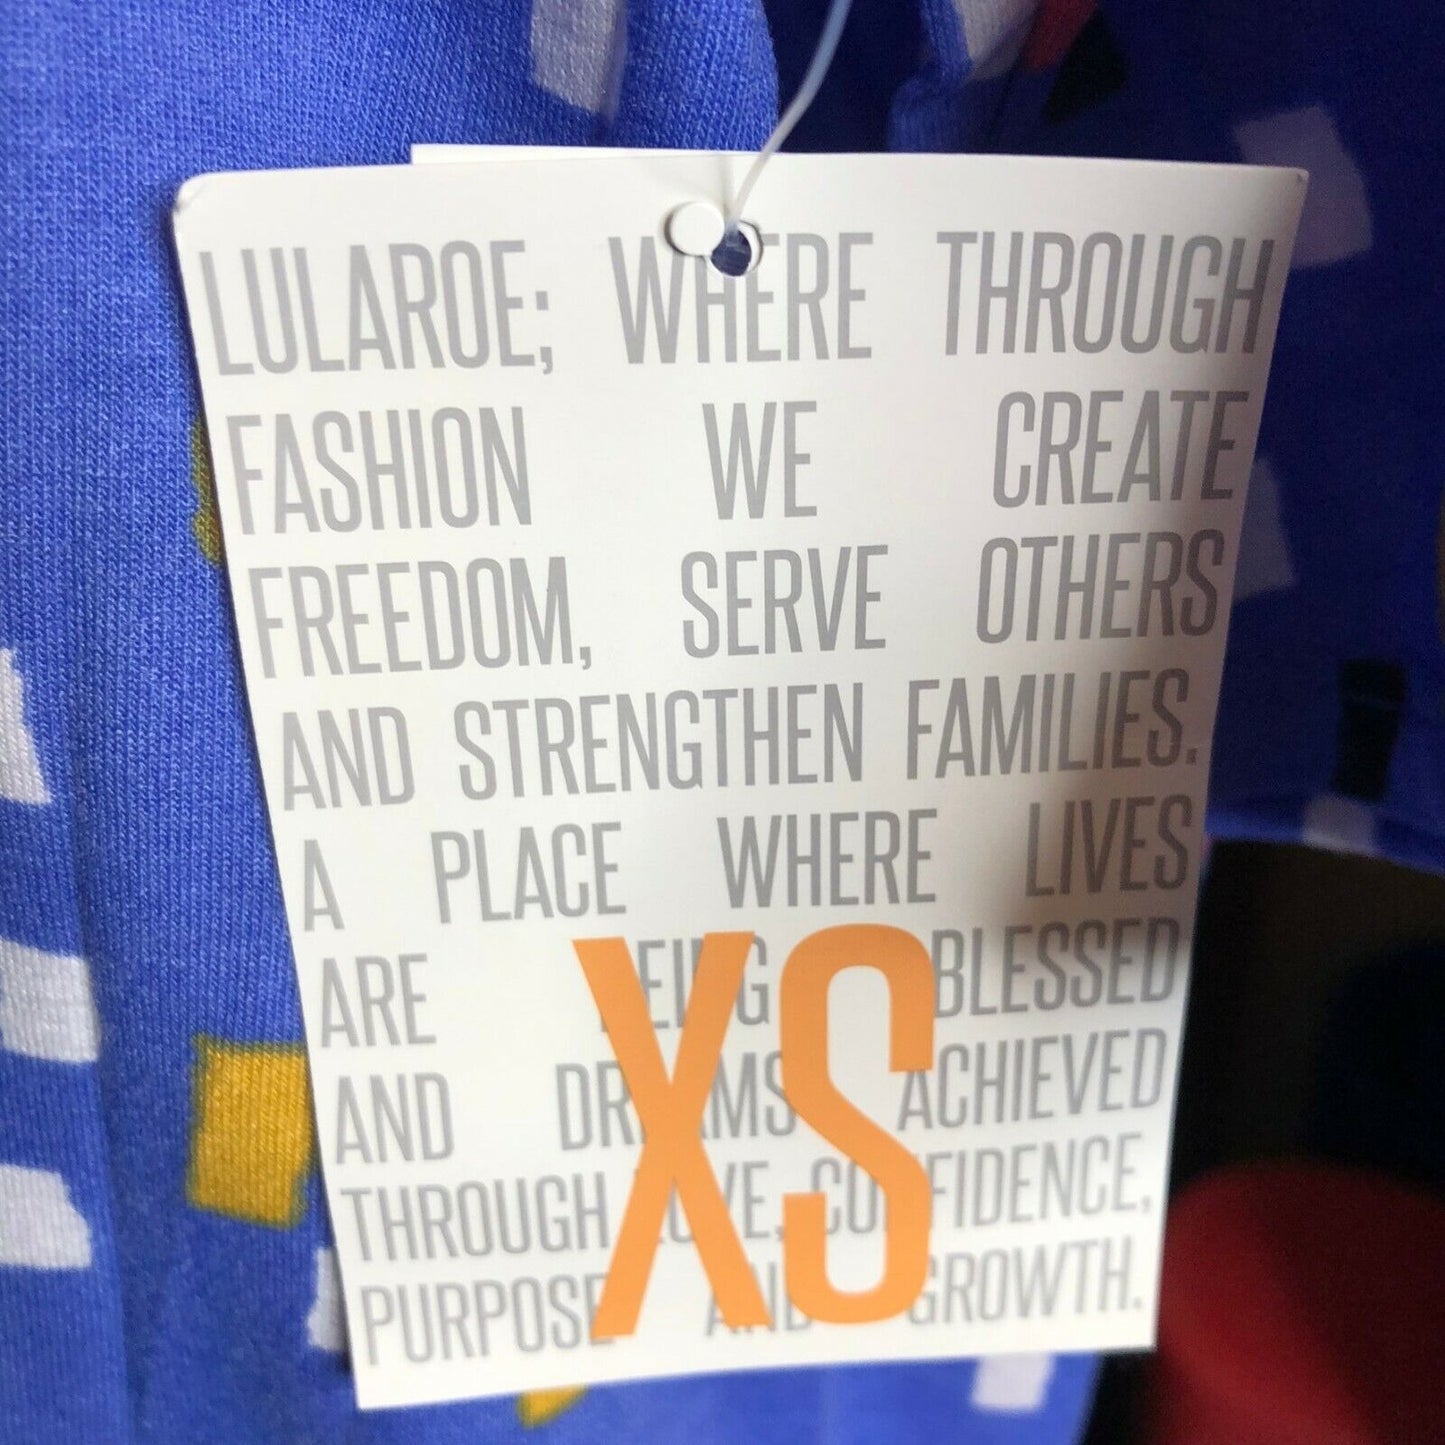 LULAROE; WHERE THROUGH
FASHION WE CREATE
FREEDOM, SERVE OTHERS
AND STRENGTHEN FAMILIES.
A PLACE WHERE LIVES
ARE BEING BLESSED
AND DREAMS ACHIEVED
THROUGH LOVE, CONFIDENCE,
PURPOSE AND GROWTH.
XS